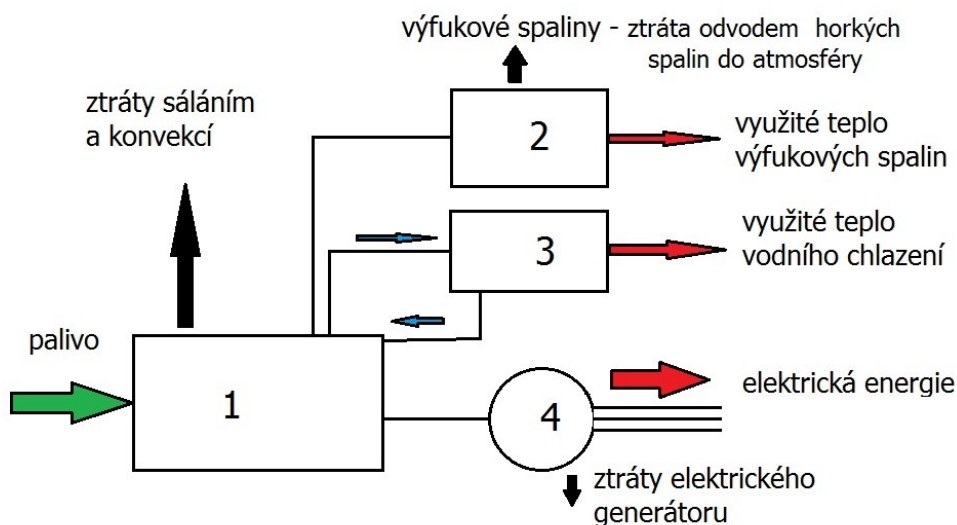 výfukové spaliny - ztráta odvodem horkých
spalin do atmosféry
ztráty sáláním
a konvekcí
2
využité teplo
výfukových spalin
3
využité teplo
vodního chlazení
palivo
1
4
elektrická energie
ztráty elektrického
generátoru